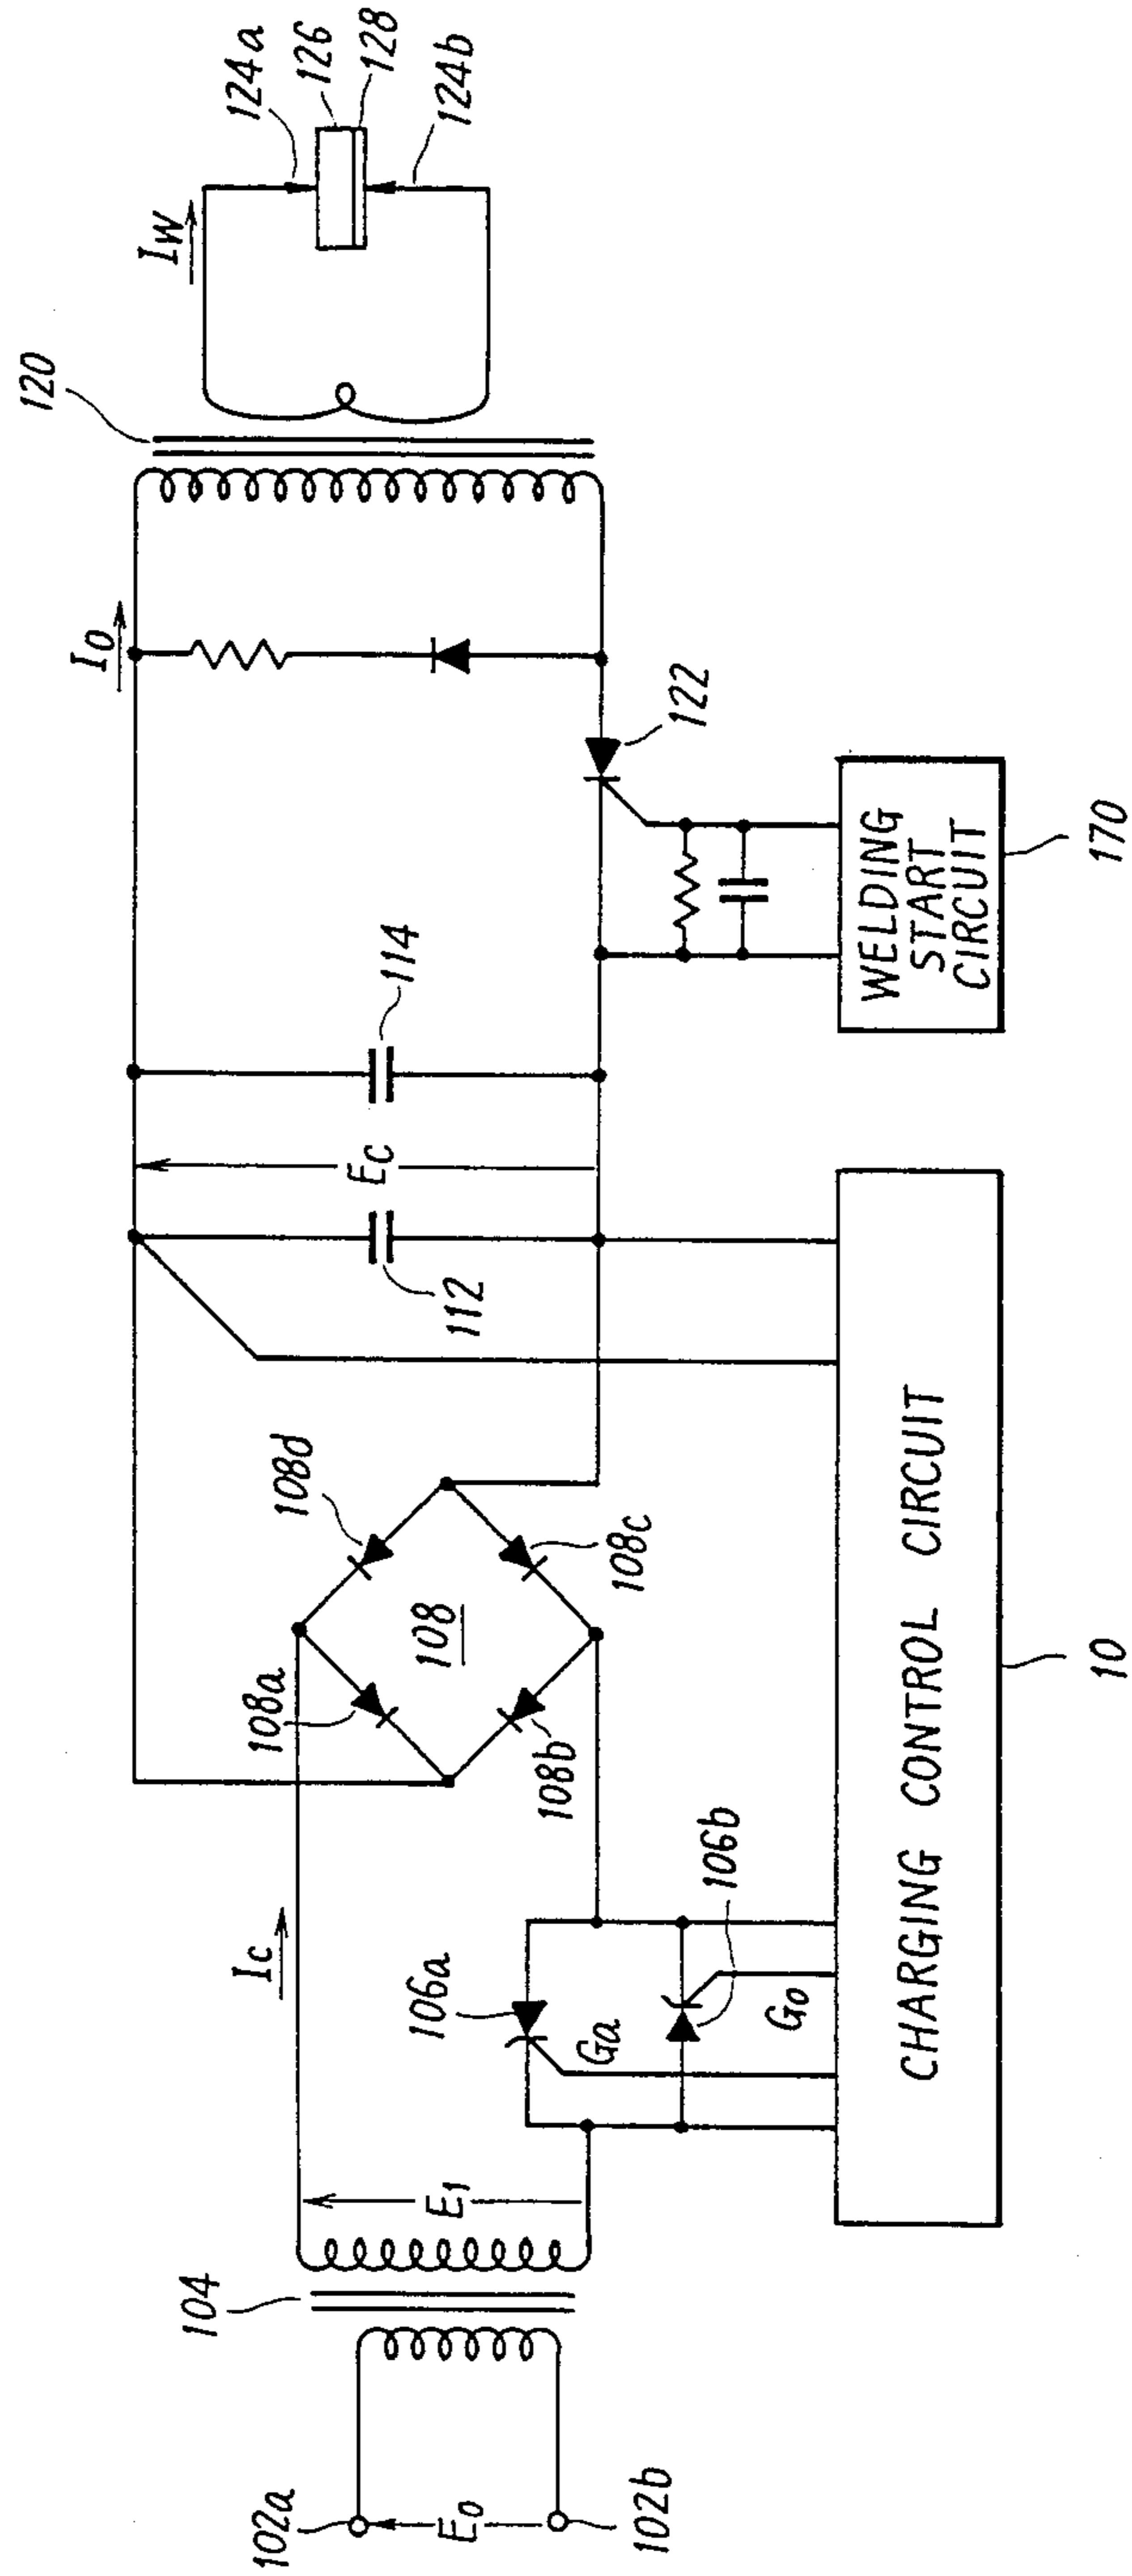 120
124a
126
128
124b
IW
I0
122
114
EC
112
WELDING
START
CIRCUIT
170
108d
108c
108
108a
108b
Ic
106a
106b
Ga
Go
CHARGING CONTROL CIRCUIT
10
104
E1
102a
Eo
102b